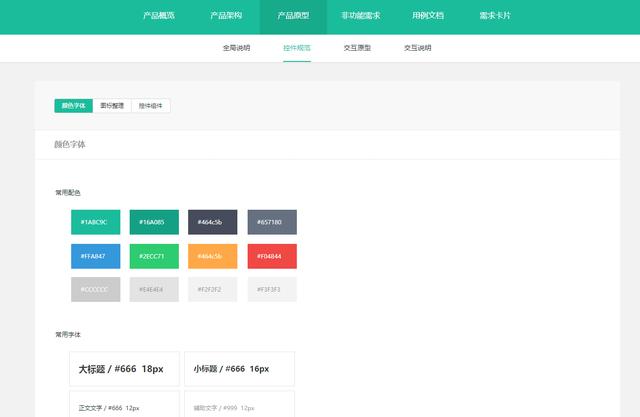 产品概览 产品架构 产品原型 非功能需求 用例文档 需求卡片
全局说明 控件规范 交互原型 交互说明
颜色字体 图标整理 控件组件
颜色字体
常用配色
#1ABC9C #16A085 #464c5b #657180
#FFA847 #2ECC71 #464c5b #F04844
#CCCCCC #E4E4E4 #F2F2F2 #F3F3F3
常用字体
大标题 / #666 18px 小标题 / #666 16px
正文文字 / #666 12px 辅助文字 / #999 12px